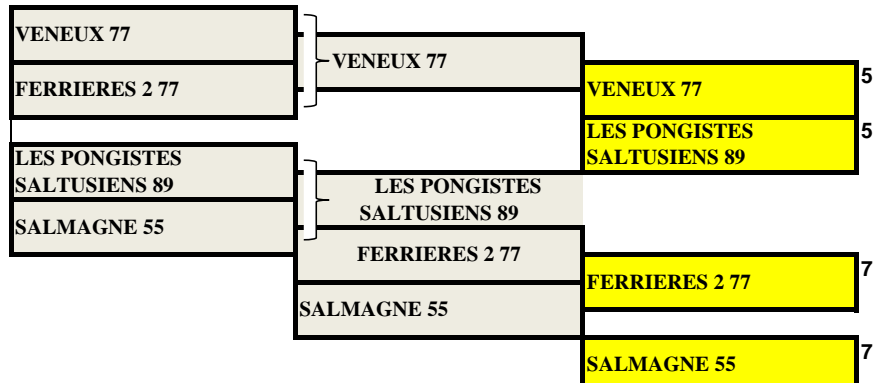 VENEUX 77
FERRIERES 2 77
LES PONGISTES
SALTUSIENS 89
SALMAGNE 55
VENEUX 77
LES PONGISTES
SALTUSIENS 89
FERRIERES 2 77
SALMAGNE 55
VENEUX 77
5
LES PONGISTES
SALTUSIENS 89
5
FERRIERES 2 77
7
SALMAGNE 55
7